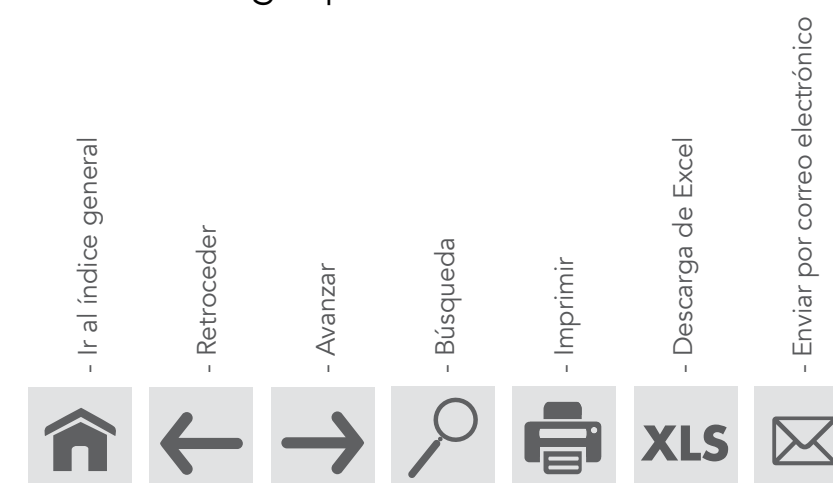 - Ir al índice general
- Retroceder
- Avanzar
- Búsqueda
- Imprimir
- Descarga de Excel
- Enviar por correo electrónico
XLS